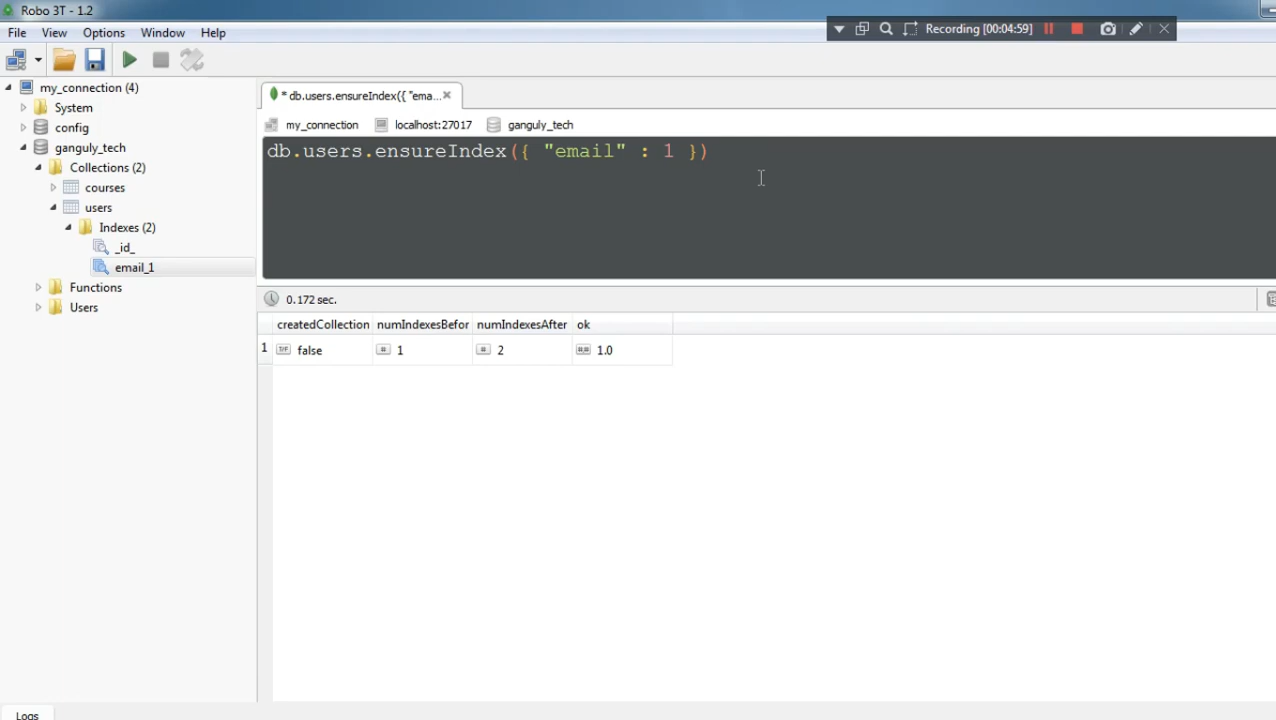 Robo 3T - 1.2
File View Options Window Help
Recording [00:04:59]
my_connection (4)
System
config
ganguly_tech
Collections (2)
courses
users
Indexes (2)
_id_
email_1
Functions
Users
* db.users.ensureIndex({ "ema...
my_connection localhost:27017 ganguly_tech
db.users.ensureIndex({ "email" : 1 })
0.172 sec.
createdCollection numIndexesBefor numIndexesAfter ok
1 false 1 2 1.0
Logs